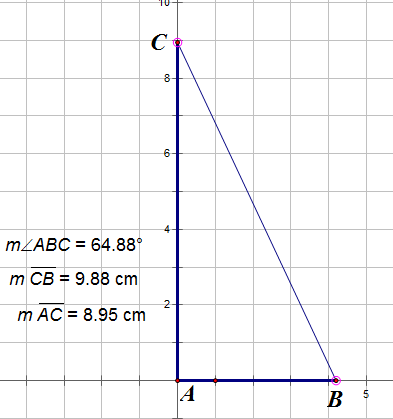 10
C
8
6
4
m∠ABC = 64.88°
m CB = 9.88 cm
m AC = 8.95 cm
2
A
B
5